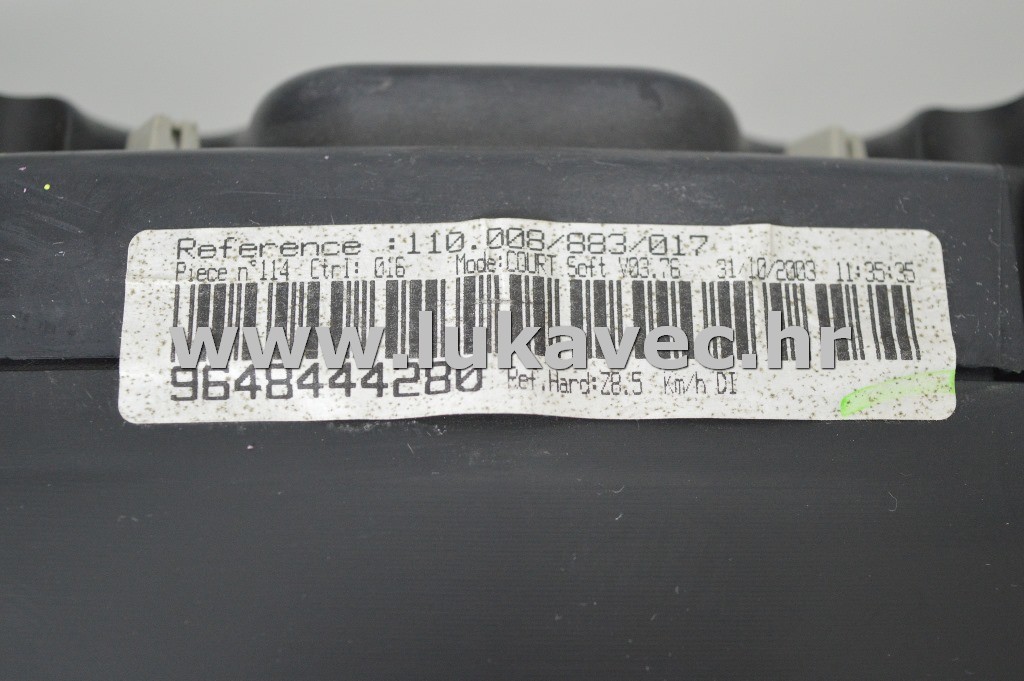 Reference :110.008/883/017
Piece n°114 Ctrl: 016 Mode:COURT Soft V03.76 31/10/2003 11:35:35
www.lukavec.hr
9648444280 Ref.Hard:Z8.5 Km/h DI